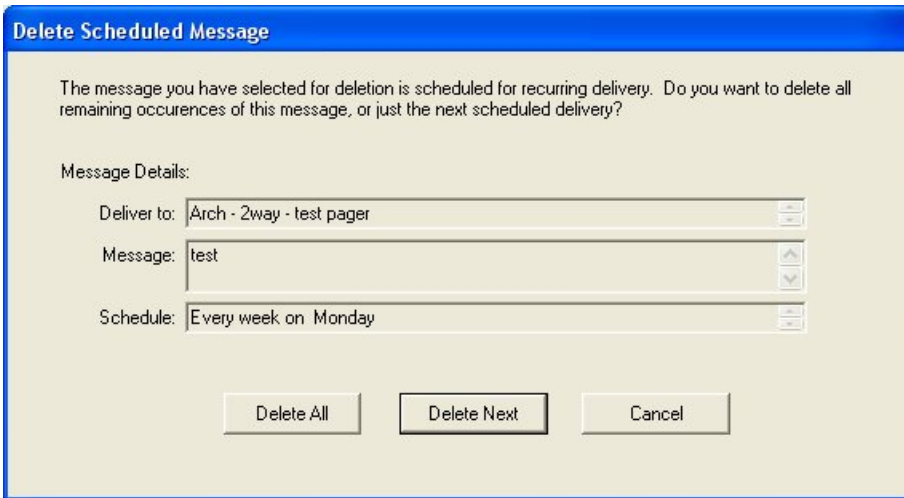 Delete Scheduled Message
The message you have selected for deletion is scheduled for recurring delivery. Do you want to delete all
remaining occurences of this message, or just the next scheduled delivery?
Message Details:
Deliver to: Arch - 2way - test pager
Message: test
Schedule: Every week on Monday
Delete All Delete Next Cancel